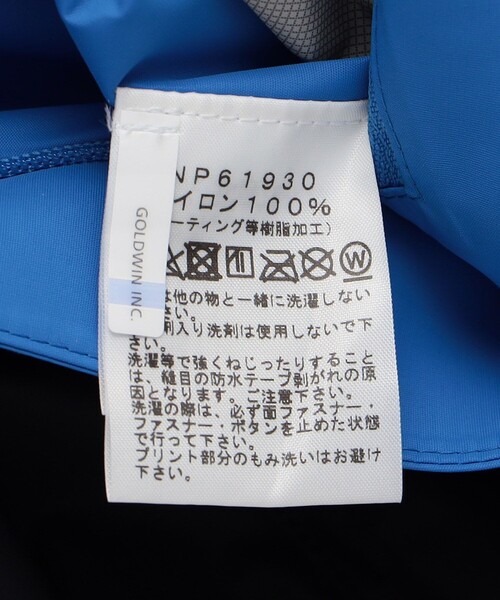 NP61930
イロン100%
ーティング等樹脂加工)
は他の物と一緒に洗濯しない
さい。
剤入り洗剤は使用しないで下
さい。
洗濯等で強くねじったりすること
は、縫目の防水テープ剥がれの原
因となります。ご注意下さい。
洗濯の際は、必ず面ファスナー・
ファスナー・ボタンを止めた状態
で行って下さい。
プリント部分のもみ洗いはお避け
下さい。
GOLDWIN INC.